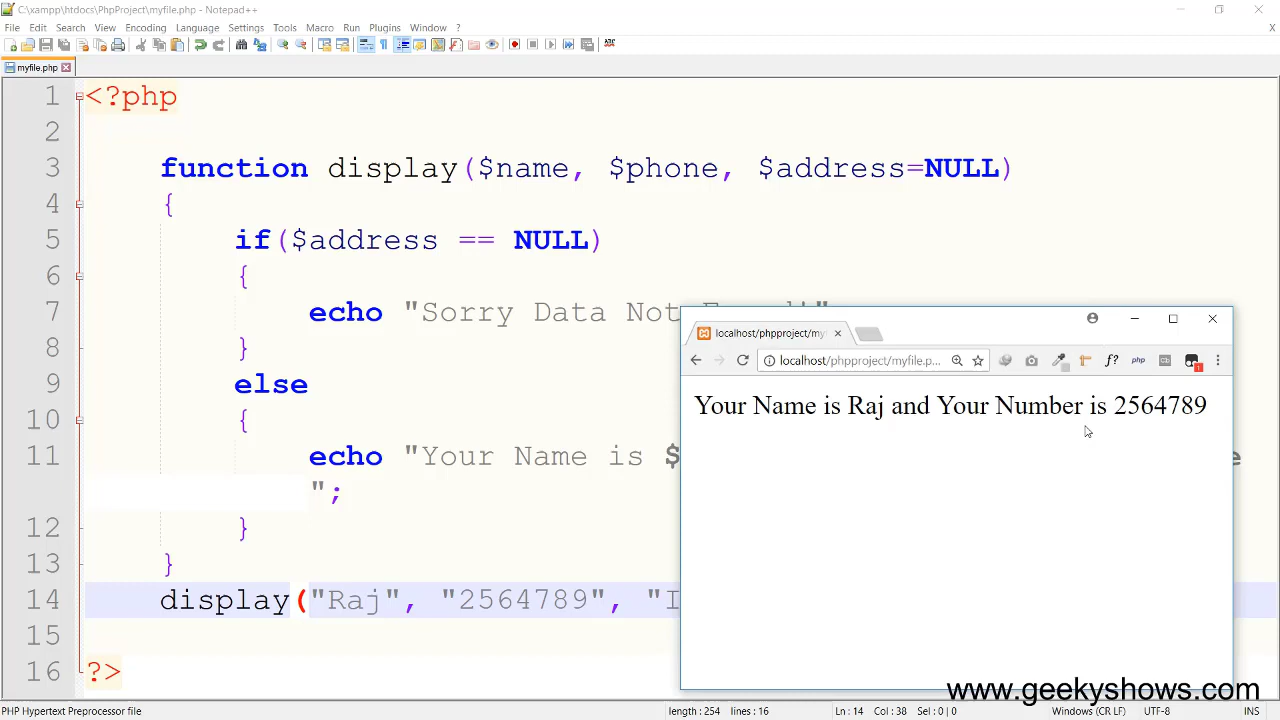 C:\xampp\htdocs\PhpProject\myfile.php - Notepad++
File Edit Search View Encoding Language Settings Tools Macro Run Plugins Window ?
X
myfile.php
1 <?php
2
3 function display($name, $phone, $address=NULL)
4 {
5 if($address == NULL)
6 {
7 echo "Sorry Data Not
8 }
9 else
10 {
11 echo "Your Name is $
";
12 }
13 }
14 display("Raj", "2564789", "I
15
16 ?>
localhost/phpproject/my
localhost/phpproject/myfile.p...
f? php
1
Your Name is Raj and Your Number is 2564789
www.geekyshows.com
PHP Hypertext Preprocessor file length : 254 lines : 16 Ln : 14 Col : 38 Sel : 0 | 0 Windows (CR LF) UTF-8 INS